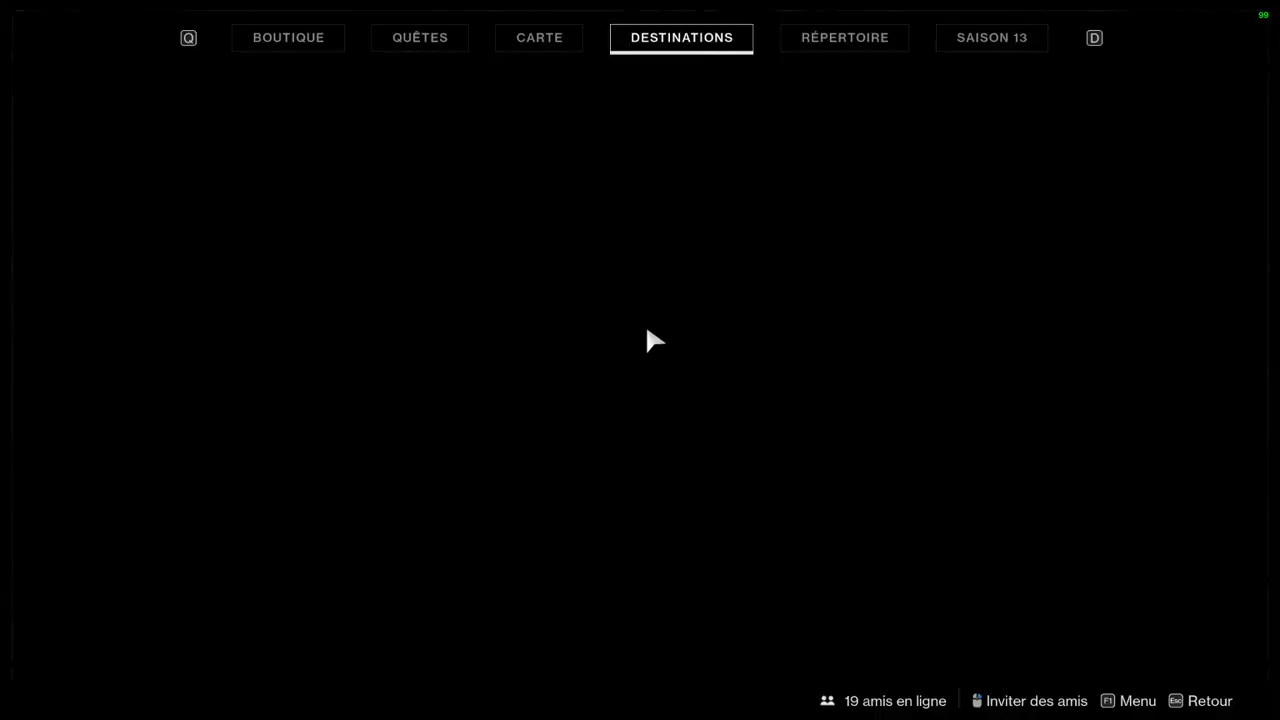 99
Q BOUTIQUE QUÊTES CARTE DESTINATIONS RÉPERTOIRE SAISON 13 D
19 amis en ligne Inviter des amis F1 Menu Esc Retour